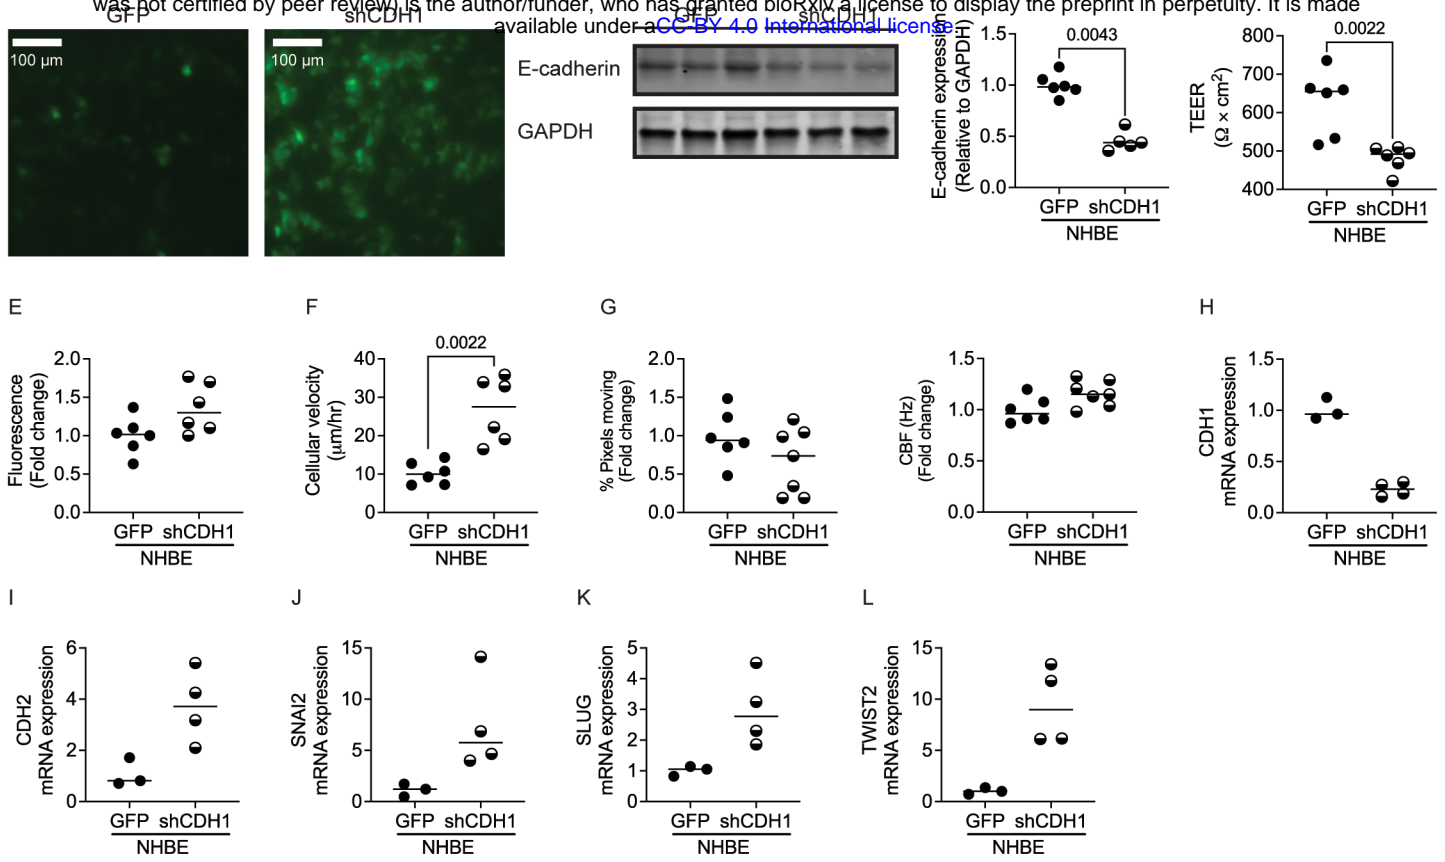 was not certified by peer review) is the author/funder, who has granted bioRxiv a license to display the preprint in perpetuity. It is made
available under aCC-BY 4.0 International license.
GFP shCDH1
100 µm
100 µm
GFP shCDH1
E-cadherin
GAPDH
E-cadherin expression
(Relative to GAPDH)
1.5
1.0
0.5
0.0
0.0043
GFP shCDH1
NHBE
TEER
(Ω × cm²)
800
700
600
500
400
0.0022
GFP shCDH1
NHBE
E
Fluorescence
(Fold change)
2.0
1.5
1.0
0.5
0.0
GFP shCDH1
NHBE
F
Cellular velocity
(µm/hr)
40
30
20
10
0
0.0022
GFP shCDH1
NHBE
G
% Pixels moving
(Fold change)
2.0
1.5
1.0
0.5
0.0
GFP shCDH1
NHBE
CBF (Hz)
(Fold change)
1.5
1.0
0.5
0.0
GFP shCDH1
NHBE
H
CDH1
mRNA expression
1.5
1.0
0.5
0.0
GFP shCDH1
NHBE
I
CDH2
mRNA expression
6
4
2
0
GFP shCDH1
NHBE
J
SNAI2
mRNA expression
15
10
5
0
GFP shCDH1
NHBE
K
SLUG
mRNA expression
5
4
3
2
1
0
GFP shCDH1
NHBE
L
TWIST2
mRNA expression
15
10
5
0
GFP shCDH1
NHBE